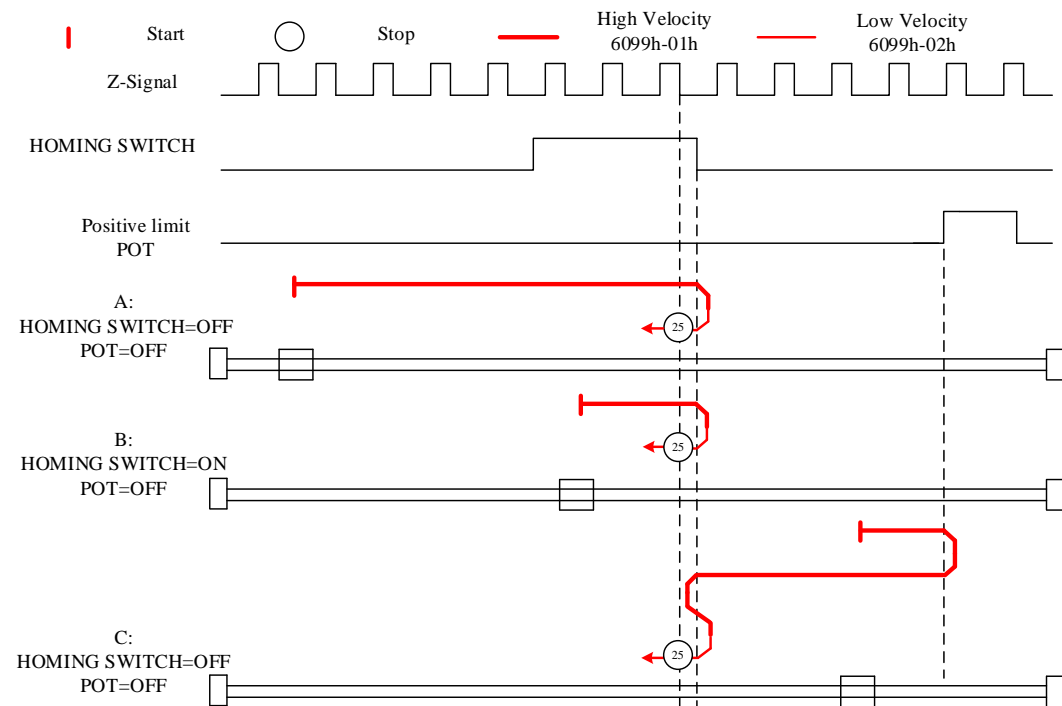 Start
Stop
High Velocity
6099h-01h
Low Velocity
6099h-02h
Z-Signal
HOMING SWITCH
Positive limit
POT
A:
HOMING SWITCH=OFF
POT=OFF
25
B:
HOMING SWITCH=ON
POT=OFF
25
C:
HOMING SWITCH=OFF
POT=OFF
25